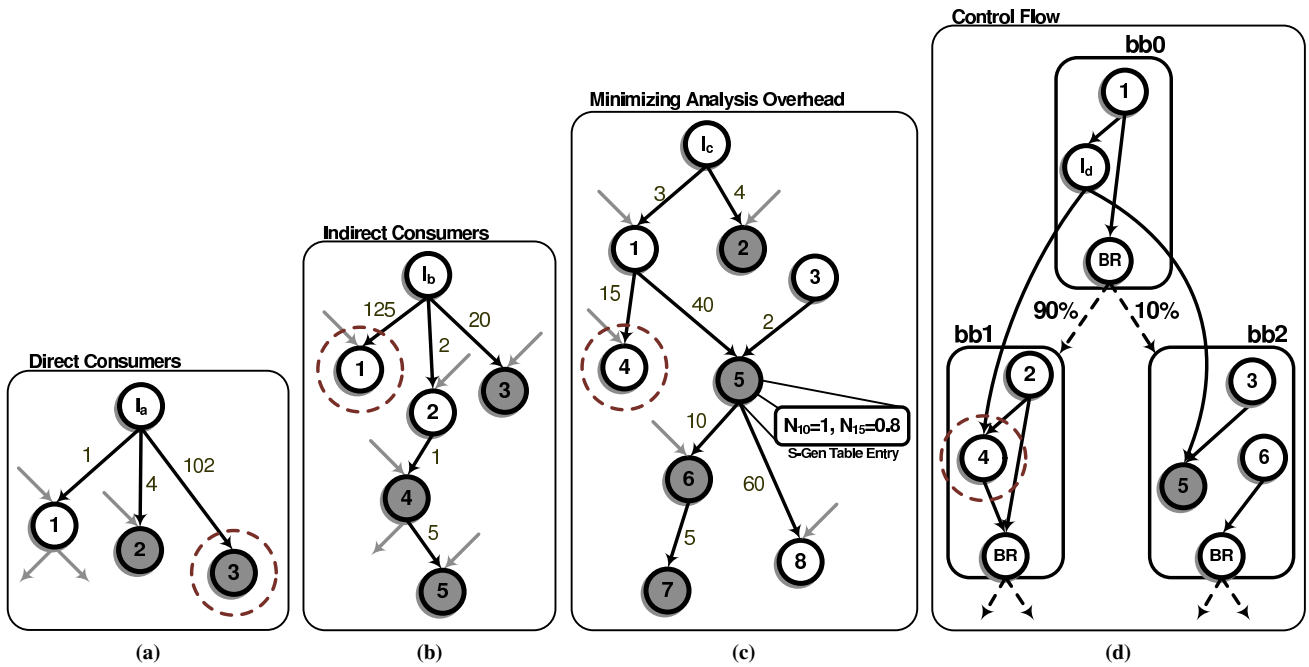 Direct Consumers
Iₐ
1
4
102
1
2
3
(a)
Indirect Consumers
I_b
125
2
20
1
2
3
1
4
5
5
(b)
Minimizing Analysis Overhead
I_c
3
4
1
2
3
15
40
2
4
5
N₁₀=1, N₁₅=0.8
S-Gen Table Entry
10
60
6
5
8
7
(c)
Control Flow
bb0
1
I_d
BR
90%
10%
bb1
2
4
BR
bb2
3
6
5
BR
(d)